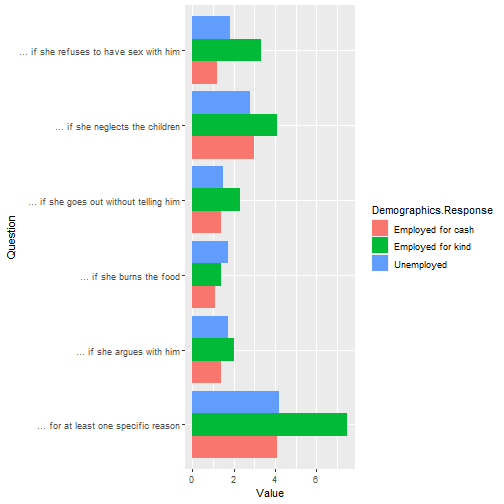 Question
... if she refuses to have sex with him
... if she neglects the children
... if she goes out without telling him
... if she burns the food
... if she argues with him
... for at least one specific reason
0 2 4 6
Value
Demographics.Response
Employed for cash
Employed for kind
Unemployed